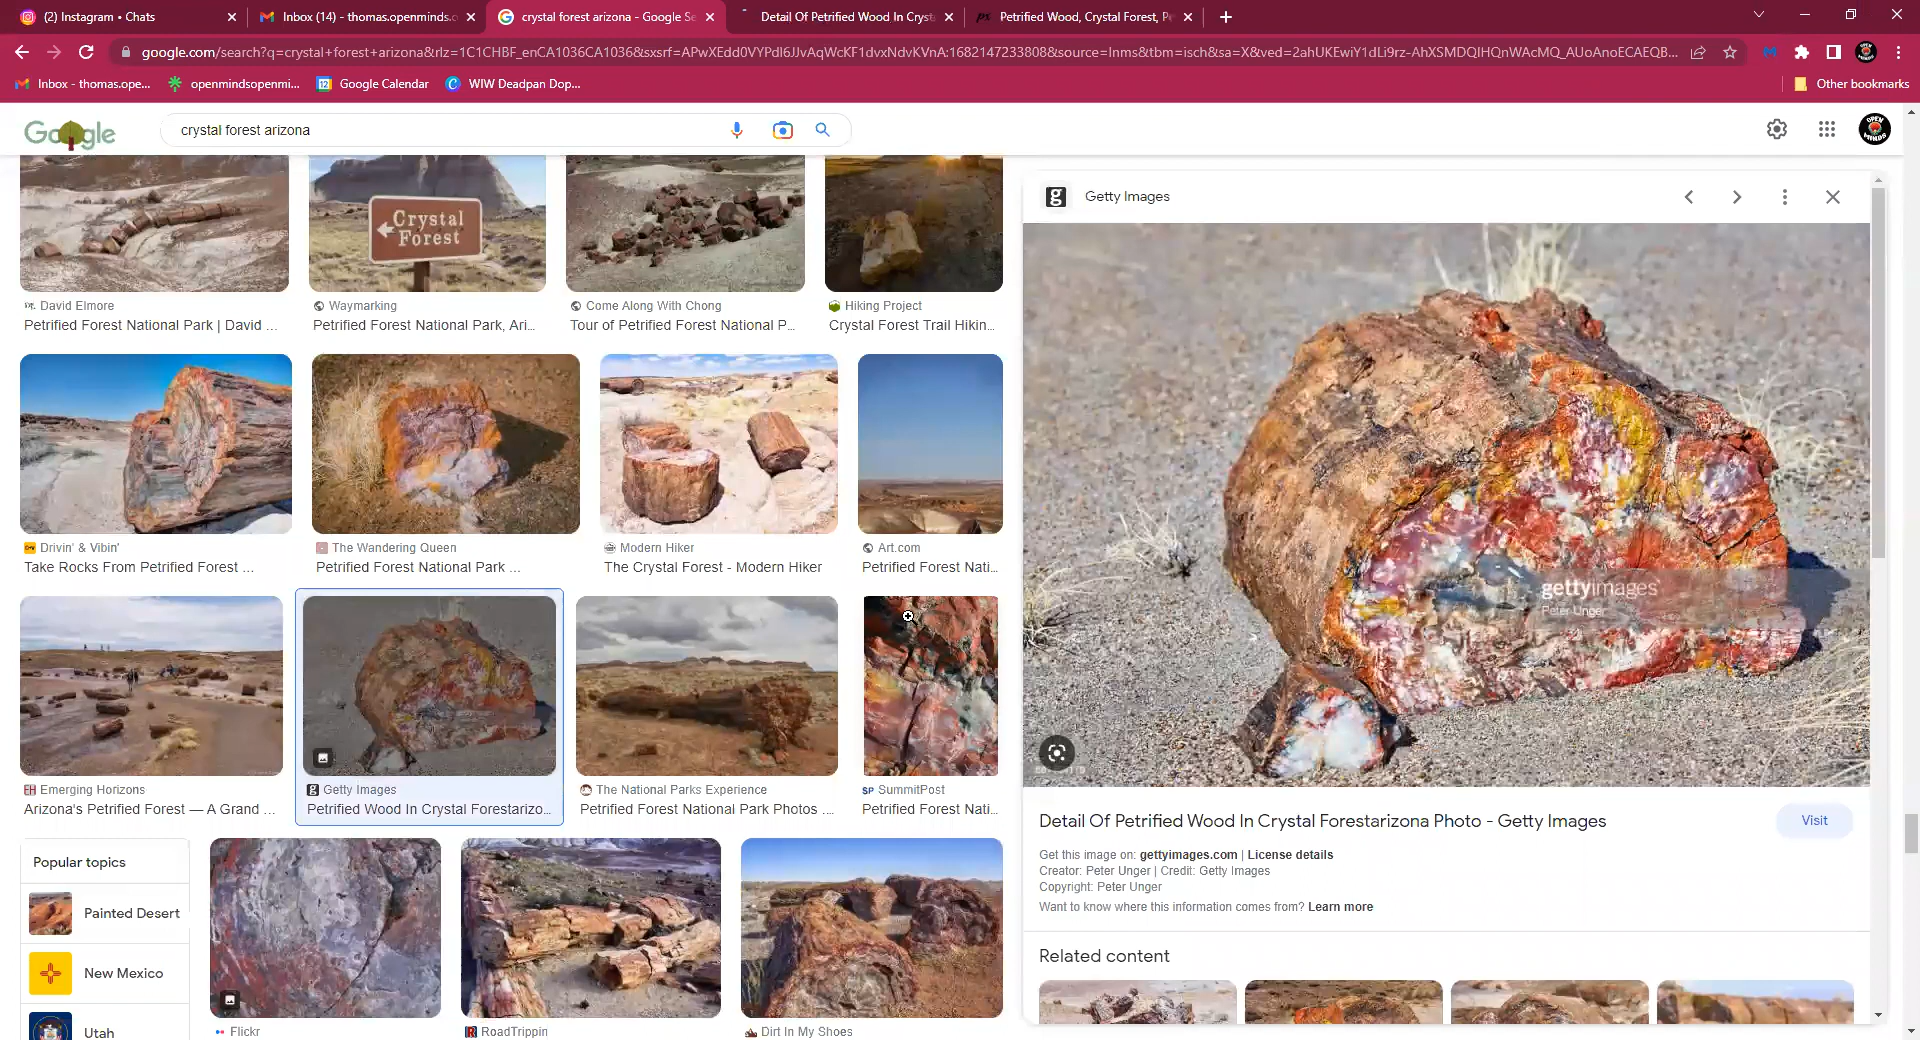 (2) Instagram • Chats
Inbox (14) - thomas.openminds.c
crystal forest arizona - Google Se
Detail Of Petrified Wood In Cryst
Petrified Wood, Crystal Forest, P
google.com/search?q=crystal+forest+arizona&rlz=1C1CHBF_enCA1036CA1036&sxsrf=APwXEdd0VYPdl6JJvAqWcKF1dvxNdvKVnA:1682147233808&source=lnms&tbm=isch&sa=X&ved=2ahUKEwiY1dLi9rz-AhXSMDQIHQnWAcMQ_AUoAnoECAEQB...
Inbox - thomas.ope...
openmindsopenmi...
Google Calendar
WIW Deadpan Dop...
Other bookmarks
Google
crystal forest arizona
OPEN MINDS
Crystal
Forest
David Elmore
Petrified Forest National Park | David ...
Waymarking
Petrified Forest National Park, Ari...
Come Along With Chong
Tour of Petrified Forest National P...
Hiking Project
Crystal Forest Trail Hikin...
Drivin' & Vibin'
Take Rocks From Petrified Forest ...
The Wandering Queen
Petrified Forest National Park ...
Modern Hiker
The Crystal Forest - Modern Hiker
Art.com
Petrified Forest Nati...
Emerging Horizons
Arizona's Petrified Forest — A Grand ...
Getty Images
Petrified Wood In Crystal Forestarizo...
The National Parks Experience
Petrified Forest National Park Photos ....
SP SummitPost
Petrified Forest Nati...
Popular topics
Painted Desert
New Mexico
Utah
Flickr
RoadTrippin
Dirt In My Shoes
g Getty Images
gettyimages
Peter Unger
Detail Of Petrified Wood In Crystal Forestarizona Photo - Getty Images
Visit
Get this image on: gettyimages.com | License details
Creator: Peter Unger | Credit: Getty Images
Copyright: Peter Unger
Want to know where this information comes from? Learn more
Related content